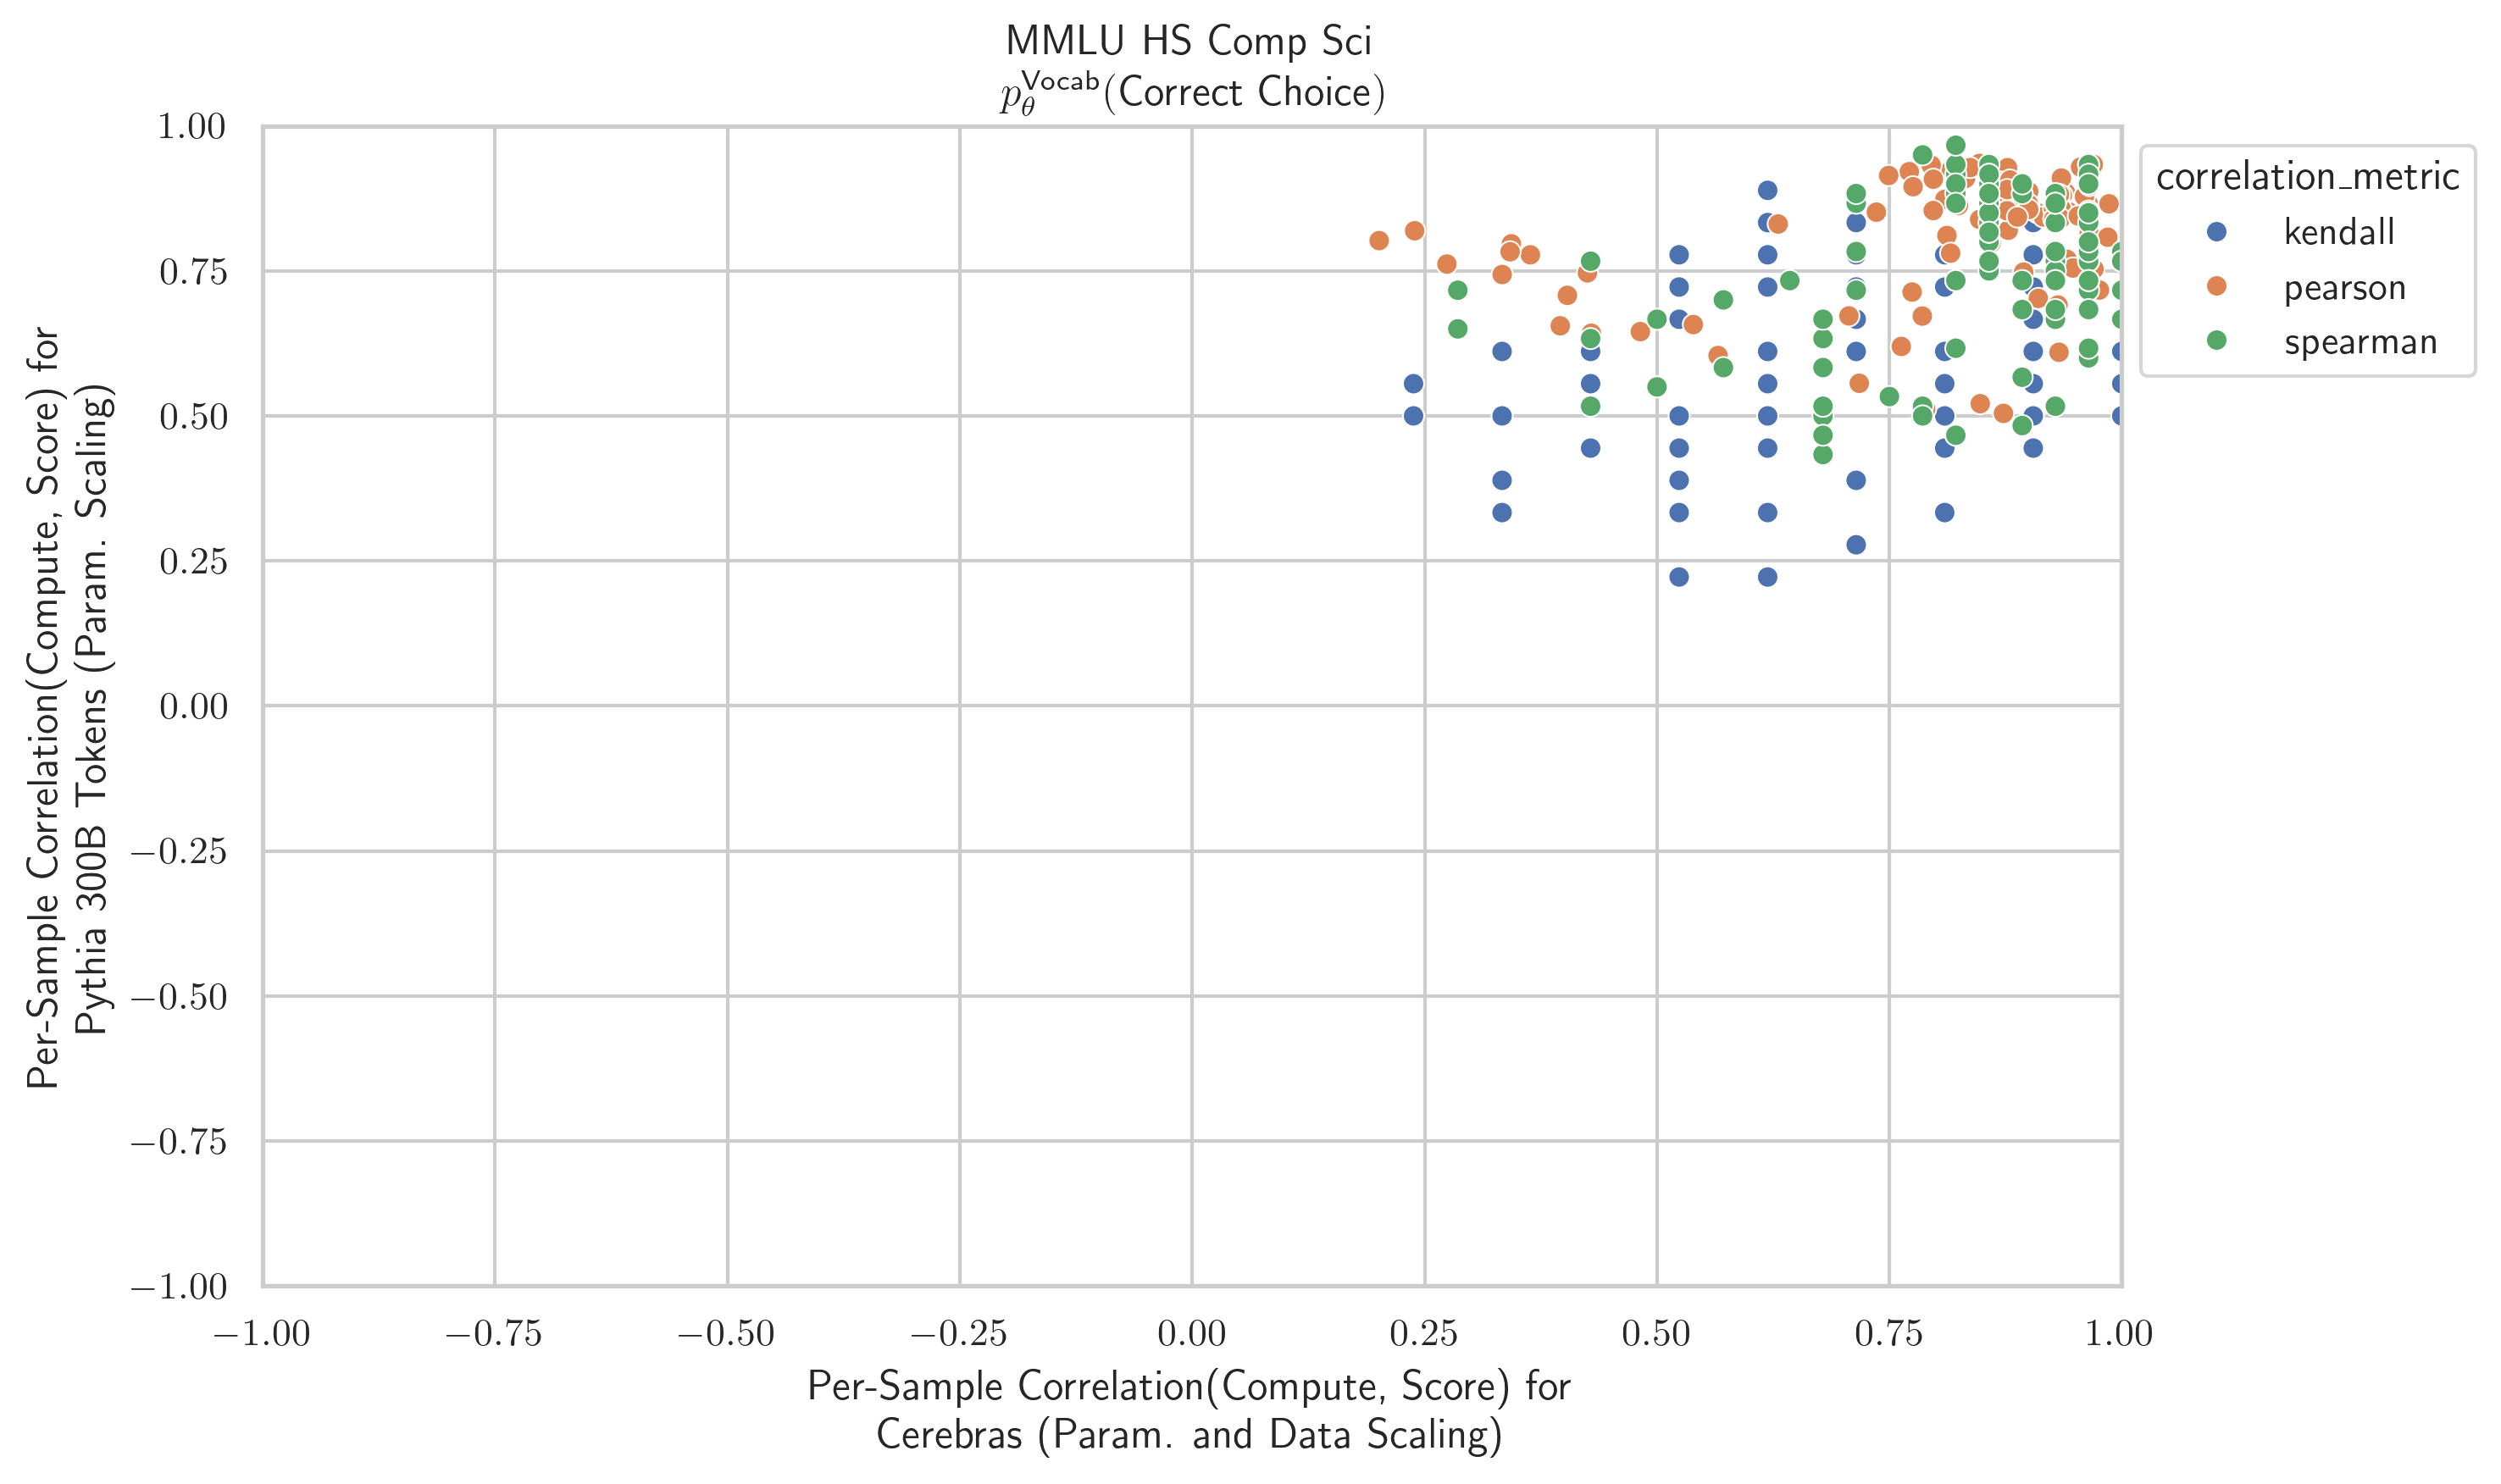 MMLU HS Comp Sci
p_θ^Vocab(Correct Choice)
1.00
0.75
0.50
0.25
0.00
−0.25
−0.50
−0.75
−1.00
Per-Sample Correlation(Compute, Score) for
Pythia 300B Tokens (Param. Scaling)
correlation_metric
kendall
pearson
spearman
−1.00 −0.75 −0.50 −0.25 0.00 0.25 0.50 0.75 1.00
Per-Sample Correlation(Compute, Score) for
Cerebras (Param. and Data Scaling)